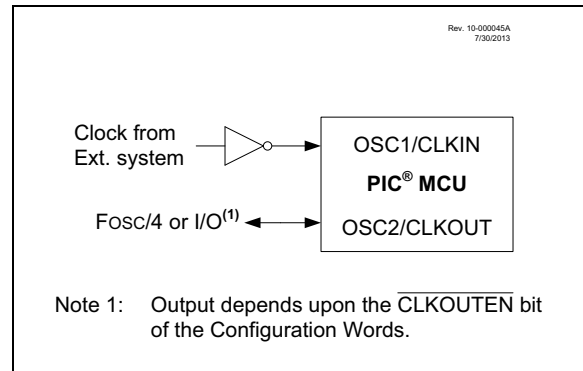 Rev. 10-000045A
7/30/2013
Clock from
Ext. system
OSC1/CLKIN
PIC® MCU
FOSC/4 or I/O(1)
OSC2/CLKOUT
Note 1: Output depends upon the CLKOUTEN bit
of the Configuration Words.